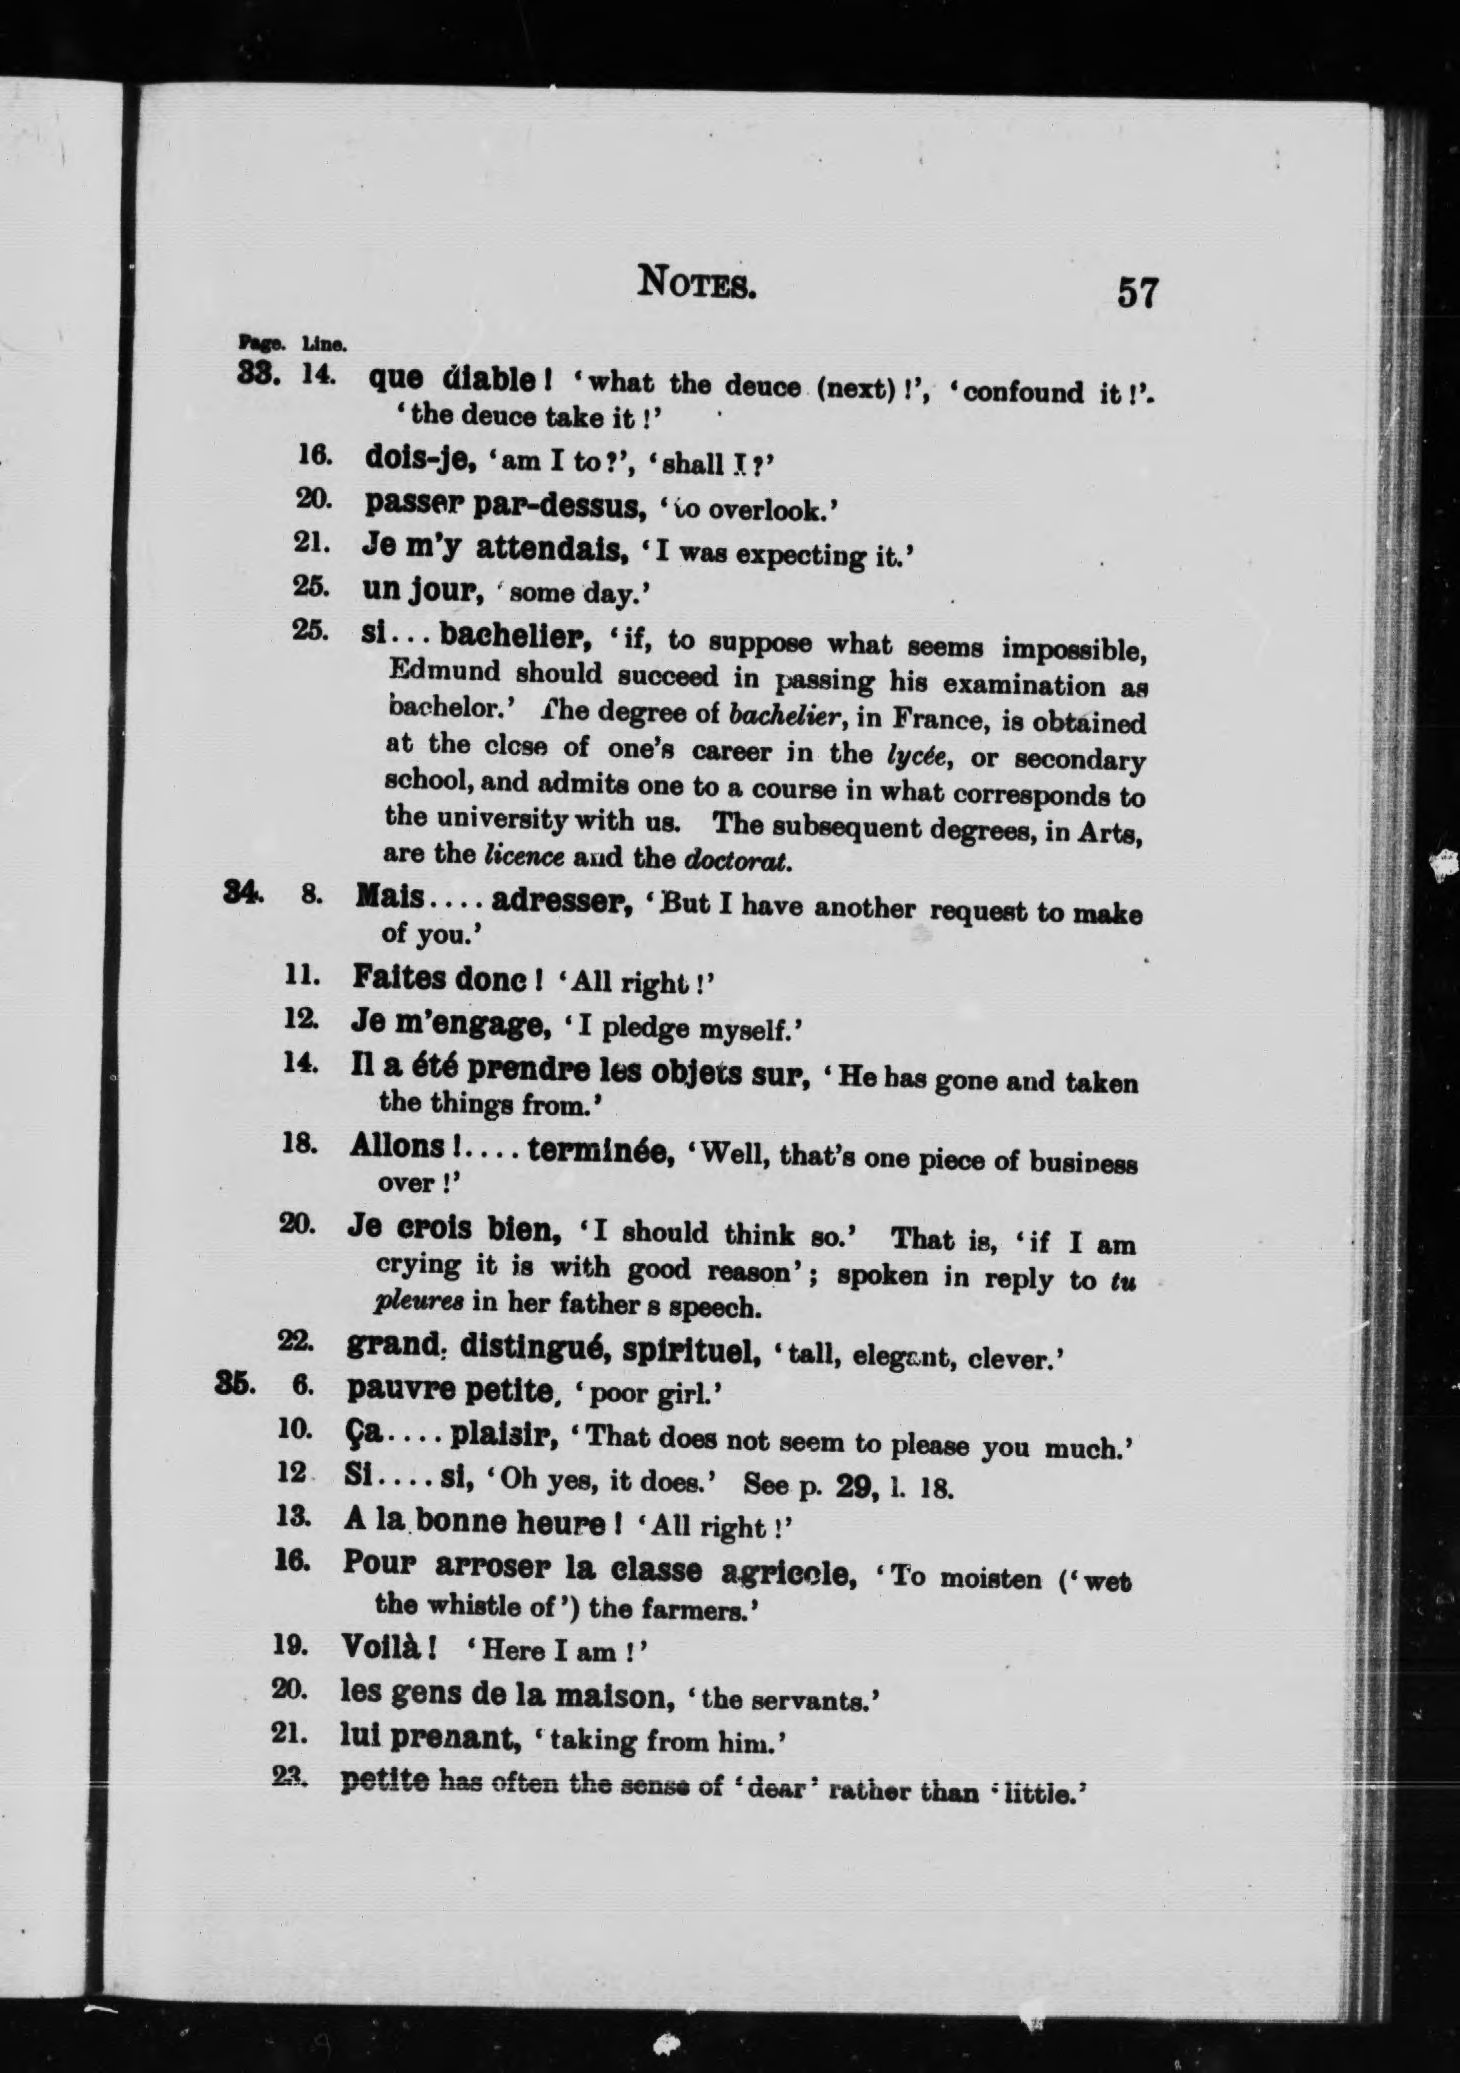 NOTES. 57
Page. Line.
33. 14. que diable! ‘what the deuce (next)!’, ‘confound it!’.
‘the deuce take it!’
16. dois-je, ‘am I to?’, ‘shall I?’
20. passer par-dessus, ‘to overlook.’
21. Je m’y attendais, ‘I was expecting it.’
25. un jour, ‘some day.’
25. si... bachelier, ‘if, to suppose what seems impossible,
Edmund should succeed in passing his examination as
bachelor.’ The degree of bachelier, in France, is obtained
at the close of one’s career in the lycée, or secondary
school, and admits one to a course in what corresponds to
the university with us. The subsequent degrees, in Arts,
are the licence and the doctorat.
34. 8. Mais.... adresser, ‘But I have another request to make
of you.’
11. Faites donc! ‘All right!’
12. Je m’engage, ‘I pledge myself.’
14. Il a été prendre les objets sur, ‘He has gone and taken
the things from.’
18. Allons!.... terminée, ‘Well, that’s one piece of business
over!’
20. Je crois bien, ‘I should think so.’ That is, ‘if I am
crying it is with good reason’; spoken in reply to tu
pleures in her father s speech.
22. grand, distingué, spirituel, ‘tall, elegant, clever.’
35. 6. pauvre petite, ‘poor girl.’
10. Ça.... plaisir, ‘That does not seem to please you much.’
12. Si.... si, ‘Oh yes, it does.’ See p. 29, l. 18.
13. A la bonne heure! ‘All right!’
16. Pour arroser la classe agricole, ‘To moisten (‘wet
the whistle of’) the farmers.’
19. Voilà! ‘Here I am!’
20. les gens de la maison, ‘the servants.’
21. lui prenant, ‘taking from him.’
23. petite has often the sense of ‘dear’ rather than ‘little.’